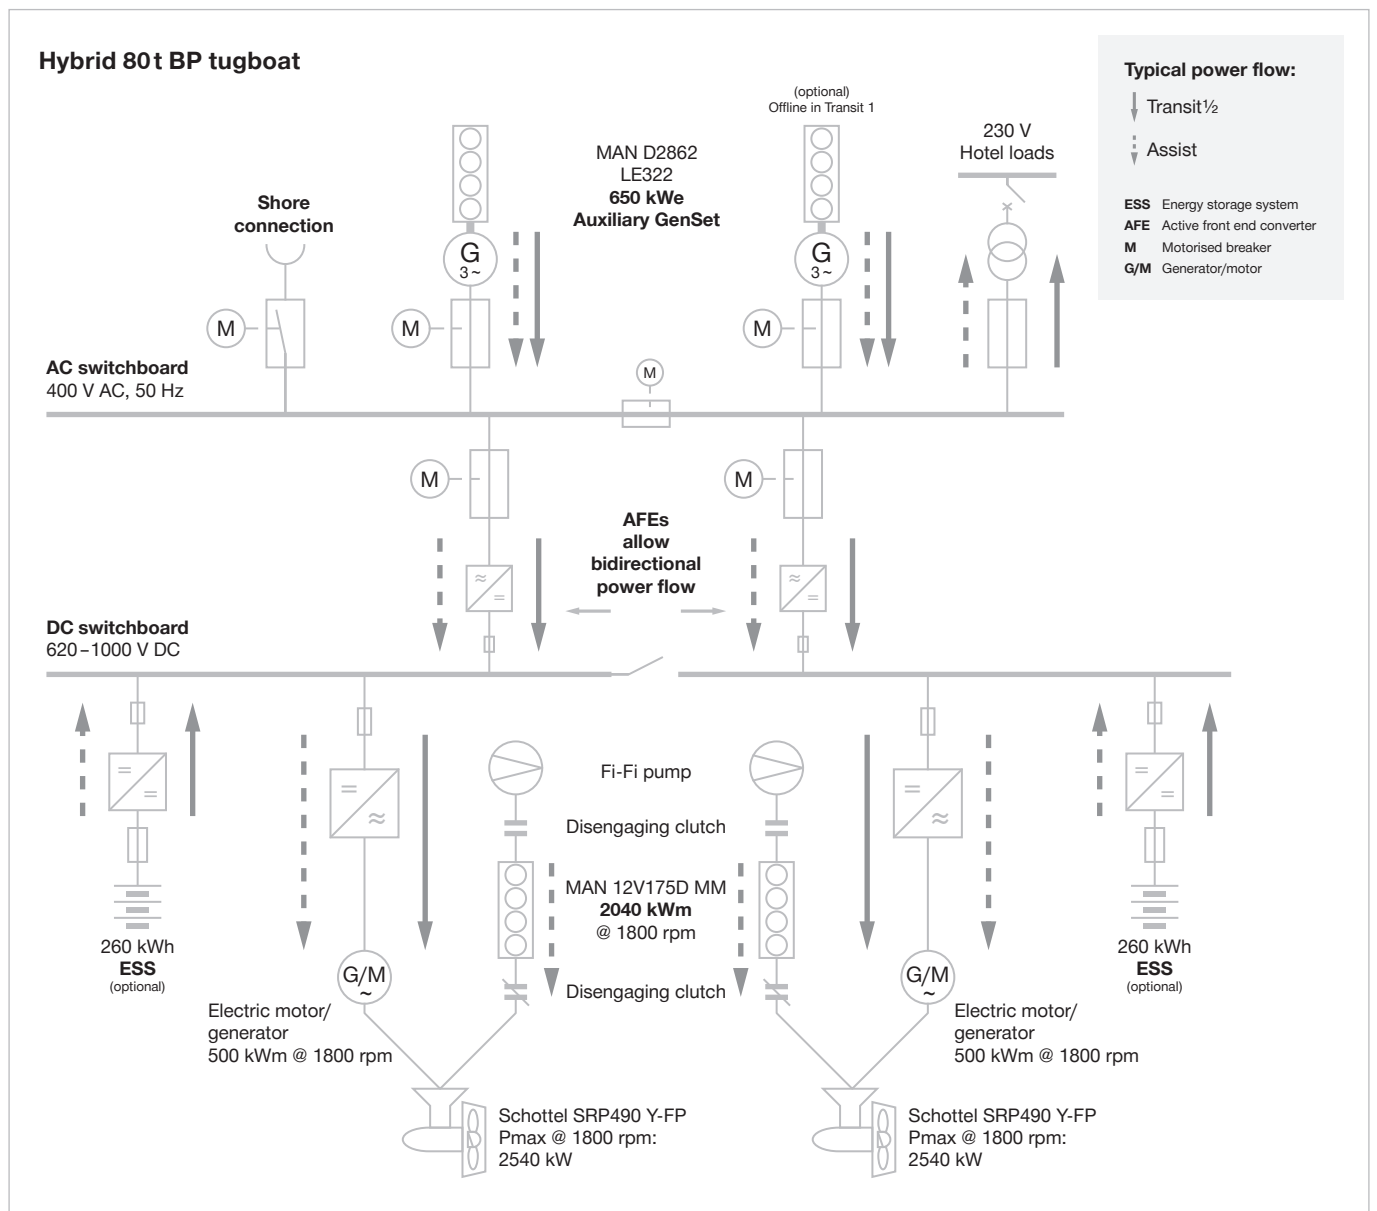 Hybrid 80 t BP tugboat
Typical power flow:
Transit½
Assist
ESS Energy storage system
AFE Active front end converter
M Motorised breaker
G/M Generator/motor
(optional)
Offline in Transit 1
230 V
Hotel loads
MAN D2862
LE322
650 kWe
Auxiliary GenSet
Shore
connection
G
3~
G
3~
M
M
M
M
AC switchboard
400 V AC, 50 Hz
M
M
AFEs
allow
bidirectional
power flow
≈
=
≈
=
DC switchboard
620–1000 V DC
=
=
=
≈
Fi-Fi pump
=
≈
=
=
Disengaging clutch
MAN 12V175D MM
2040 kWm
@ 1800 rpm
260 kWh
ESS
(optional)
260 kWh
ESS
(optional)
G/M
~
G/M
~
Disengaging clutch
Electric motor/
generator
500 kWm @ 1800 rpm
Electric motor/
generator
500 kWm @ 1800 rpm
Schottel SRP490 Y-FP
Pmax @ 1800 rpm:
2540 kW
Schottel SRP490 Y-FP
Pmax @ 1800 rpm:
2540 kW